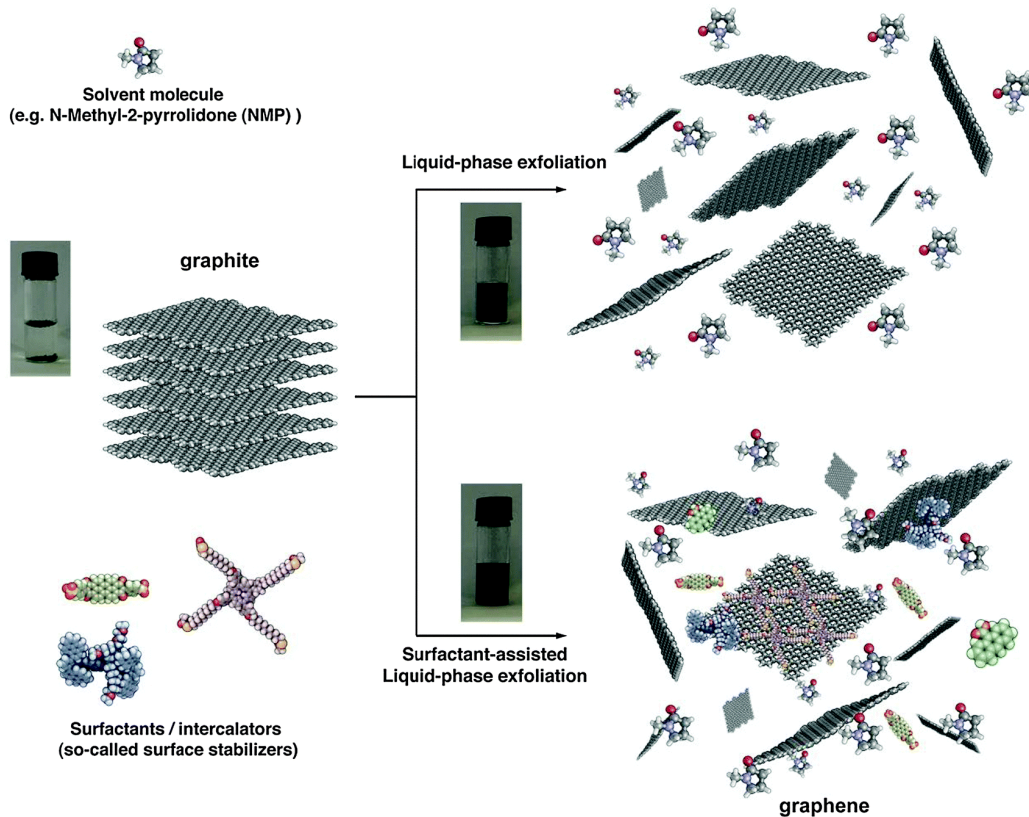 Solvent molecule
(e.g. N-Methyl-2-pyrrolidone (NMP) )
Liquid-phase exfoliation
graphite
Surfactant-assisted
Liquid-phase exfoliation
Surfactants / intercalators
(so-called surface stabilizers)
graphene